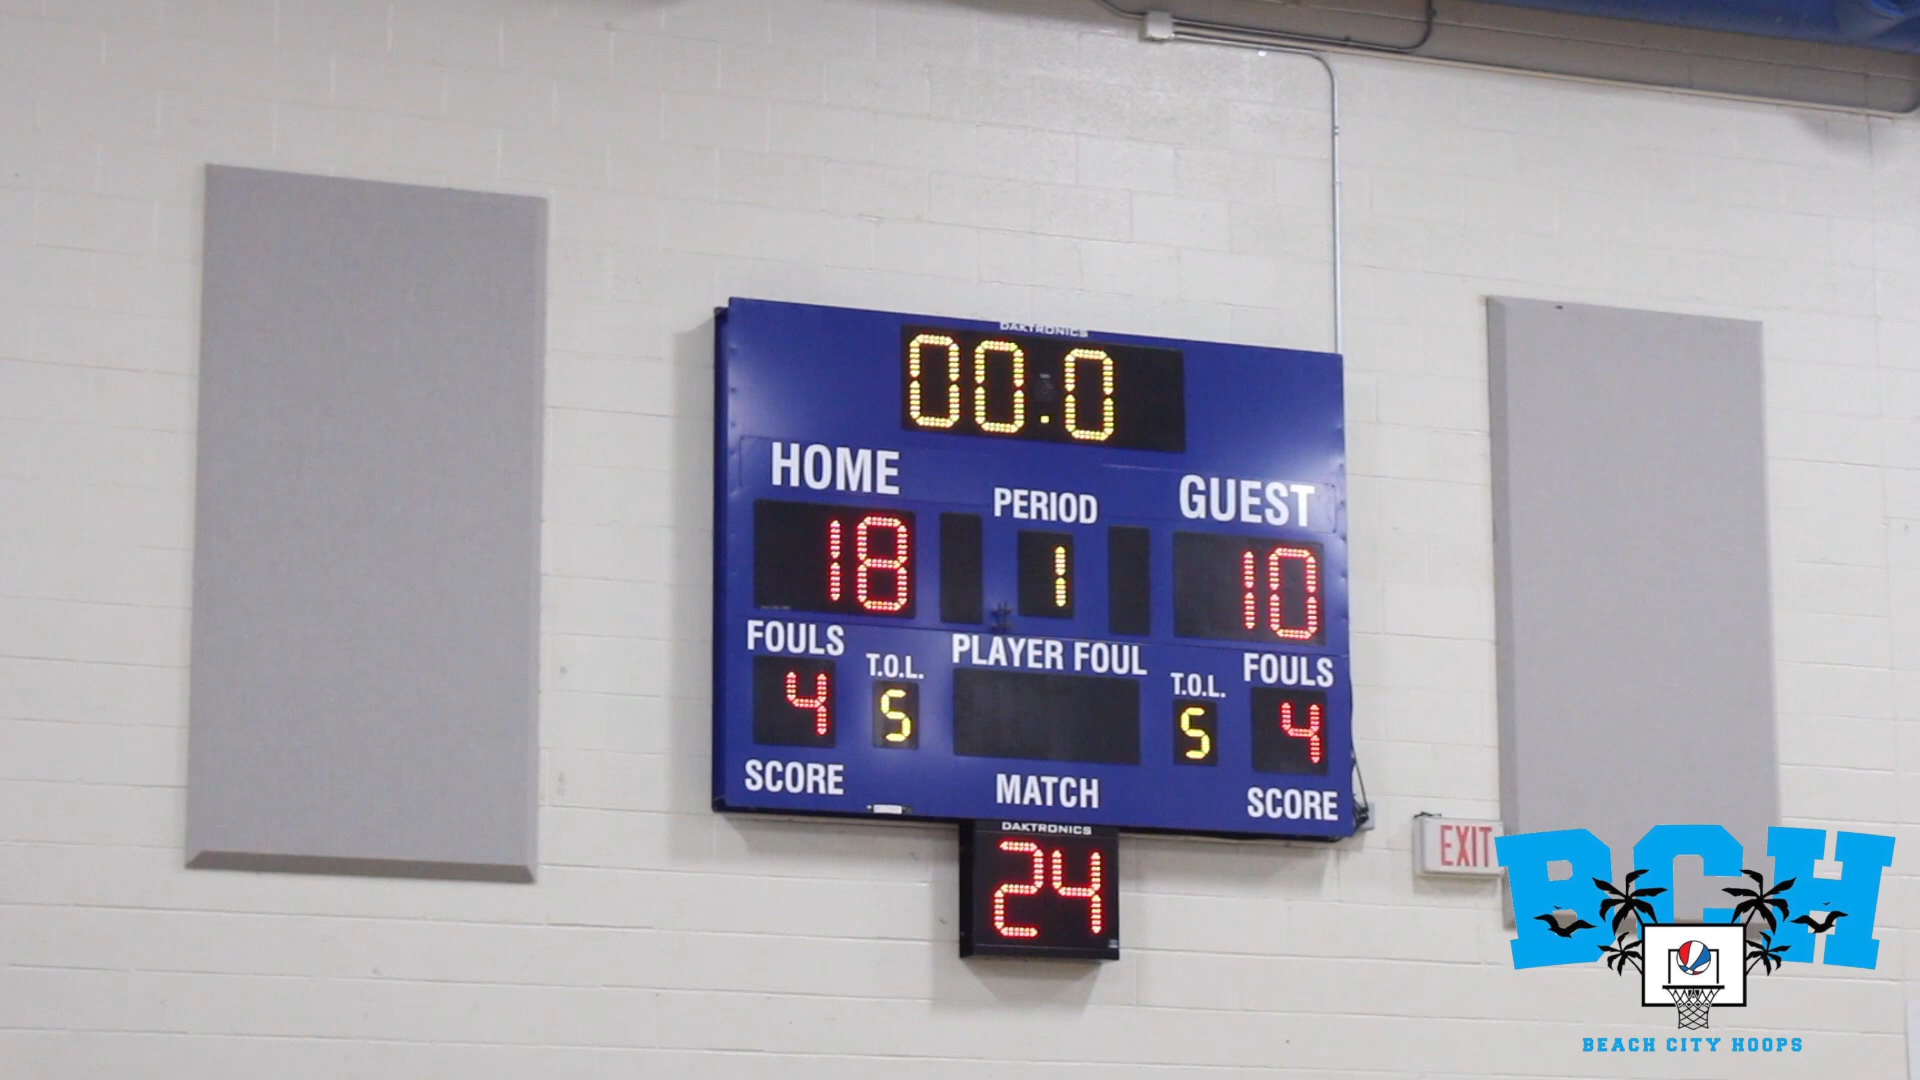 DAKTRONICS
00.0
HOME
PERIOD
GUEST
18
1
10
FOULS
T.O.L.
PLAYER FOUL
T.O.L.
FOULS
4
5
5
4
SCORE
MATCH
SCORE
DAKTRONICS
24
EXIT
BCH
BEACH CITY HOOPS